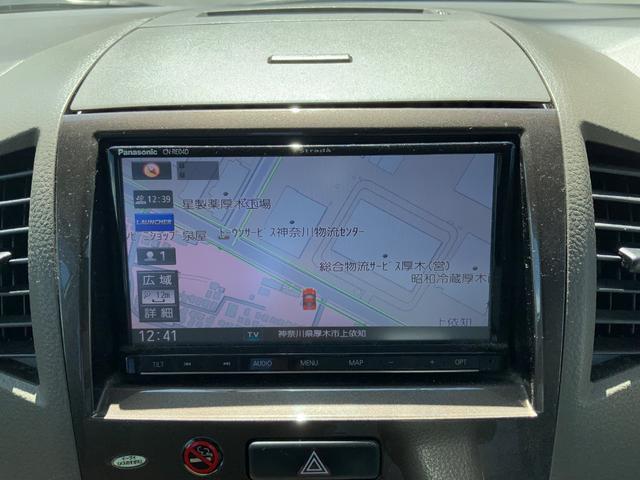 Panasonic CN-RE04D Strada
12:39
星製薬厚木工場
LAUNCHER
泉屋 トーウンサービス神奈川物流センター
1
総合物流サービス厚木(営)
広域
昭和冷蔵厚木
詳細
上依知
12:41 TV 神奈川県厚木市上依知
TILT AUDIO MENU MAP - + OPT